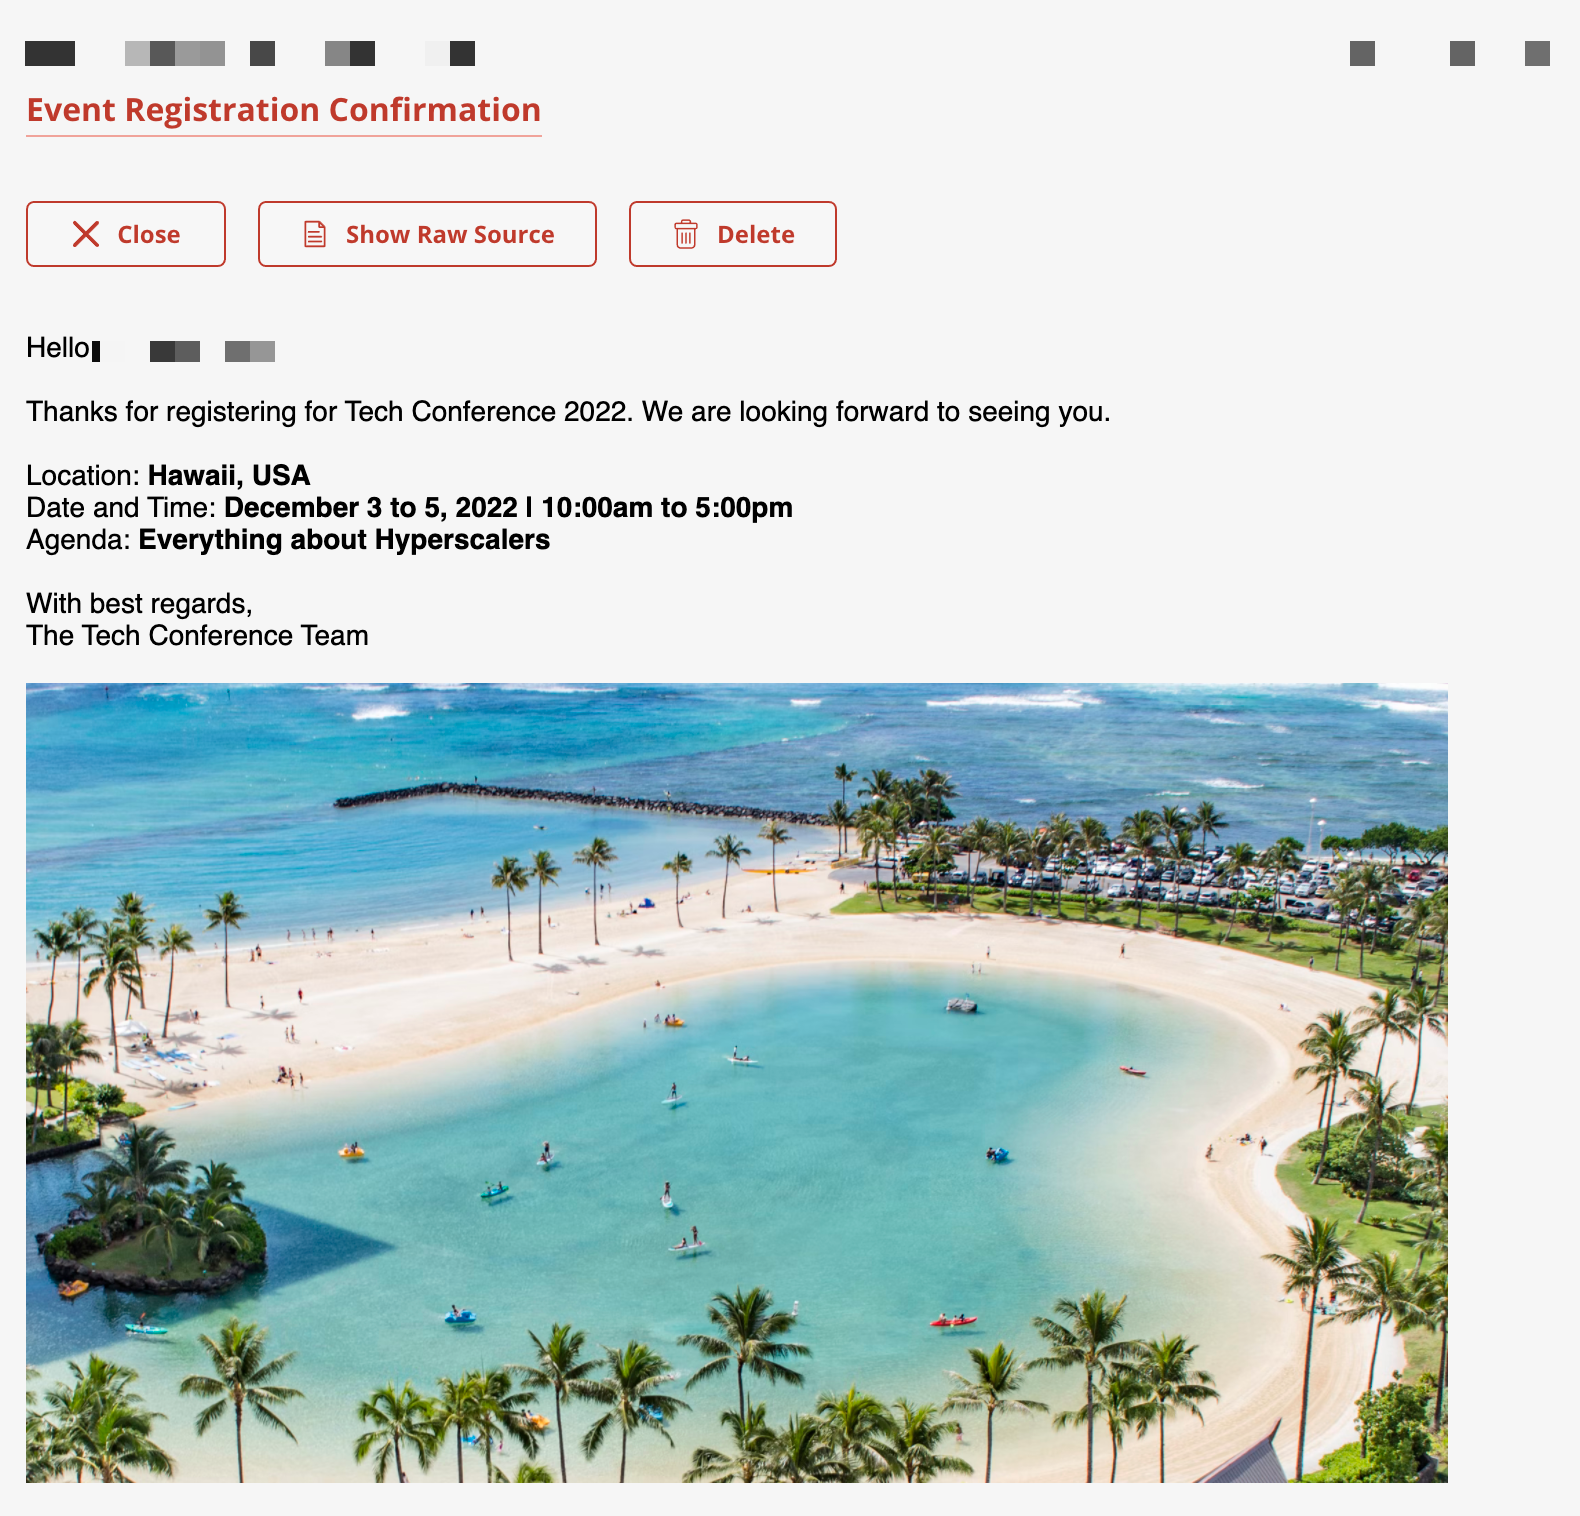 Event Registration Confirmation
Close
Show Raw Source
Delete
Hello
Thanks for registering for Tech Conference 2022. We are looking forward to seeing you.
Location: Hawaii, USA
Date and Time: December 3 to 5, 2022 | 10:00am to 5:00pm
Agenda: Everything about Hyperscalers
With best regards,
The Tech Conference Team